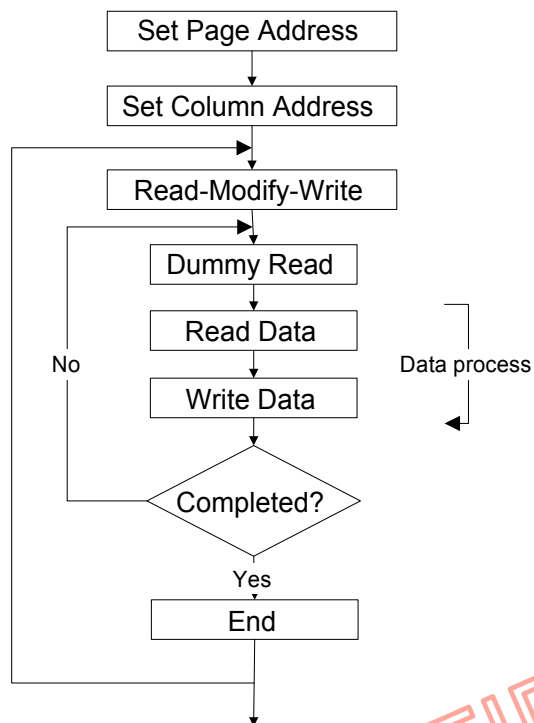 Set Page Address
Set Column Address
Read-Modify-Write
Dummy Read
Read Data
No
Data process
Write Data
Completed?
Yes
End